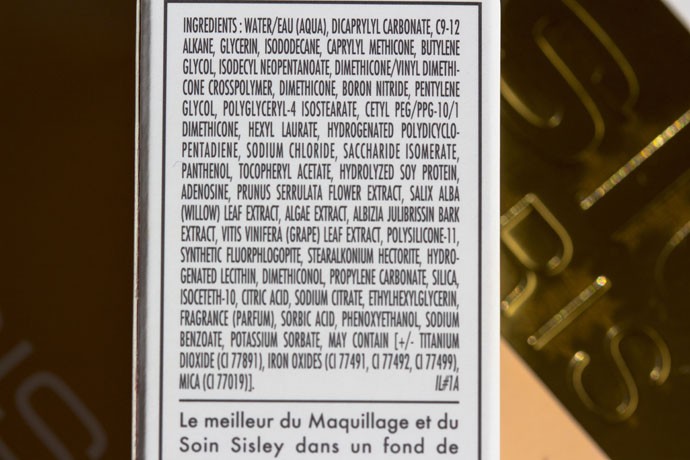 INGREDIENTS : WATER/EAU (AQUA), DICAPRYLYL CARBONATE, C9-12
ALKANE, GLYCERIN, ISODODECANE, CAPRYLYL METHICONE, BUTYLENE
GLYCOL, ISODECYL NEOPENTANOATE, DIMETHICONE/VINYL DIMETHI-
CONE CROSSPOLYMER, DIMETHICONE, BORON NITRIDE, PENTYLENE
GLYCOL, POLYGLYCERYL-4 ISOSTEARATE, CETYL PEG/PPG-10/1
DIMETHICONE, HEXYL LAURATE, HYDROGENATED POLYDICYCLO-
PENTADIENE, SODIUM CHLORIDE, SACCHARIDE ISOMERATE,
PANTHENOL, TOCOPHERYL ACETATE, HYDROLYZED SOY PROTEIN,
ADENOSINE, PRUNUS SERRULATA FLOWER EXTRACT, SALIX ALBA
(WILLOW) LEAF EXTRACT, ALGAE EXTRACT, ALBIZIA JULIBRISSIN BARK
EXTRACT, VITIS VINIFERA (GRAPE) LEAF EXTRACT, POLYSILICONE-11,
SYNTHETIC FLUORPHLOGOPITE, STEARALKONIUM HECTORITE, HYDRO-
GENATED LECITHIN, DIMETHICONOL, PROPYLENE CARBONATE, SILICA,
ISOCETETH-10, CITRIC ACID, SODIUM CITRATE, ETHYLHEXYLGLYCERIN,
FRAGRANCE (PARFUM), SORBIC ACID, PHENOXYETHANOL, SODIUM
BENZOATE, POTASSIUM SORBATE, MAY CONTAIN [+/- TITANIUM
DIOXIDE (CI 77891), IRON OXIDES (CI 77491, CI 77492, CI 77499),
MICA (CI 77019)]. IL#1A
Le meilleur du Maquillage et du
Soin Sisley dans un fond de